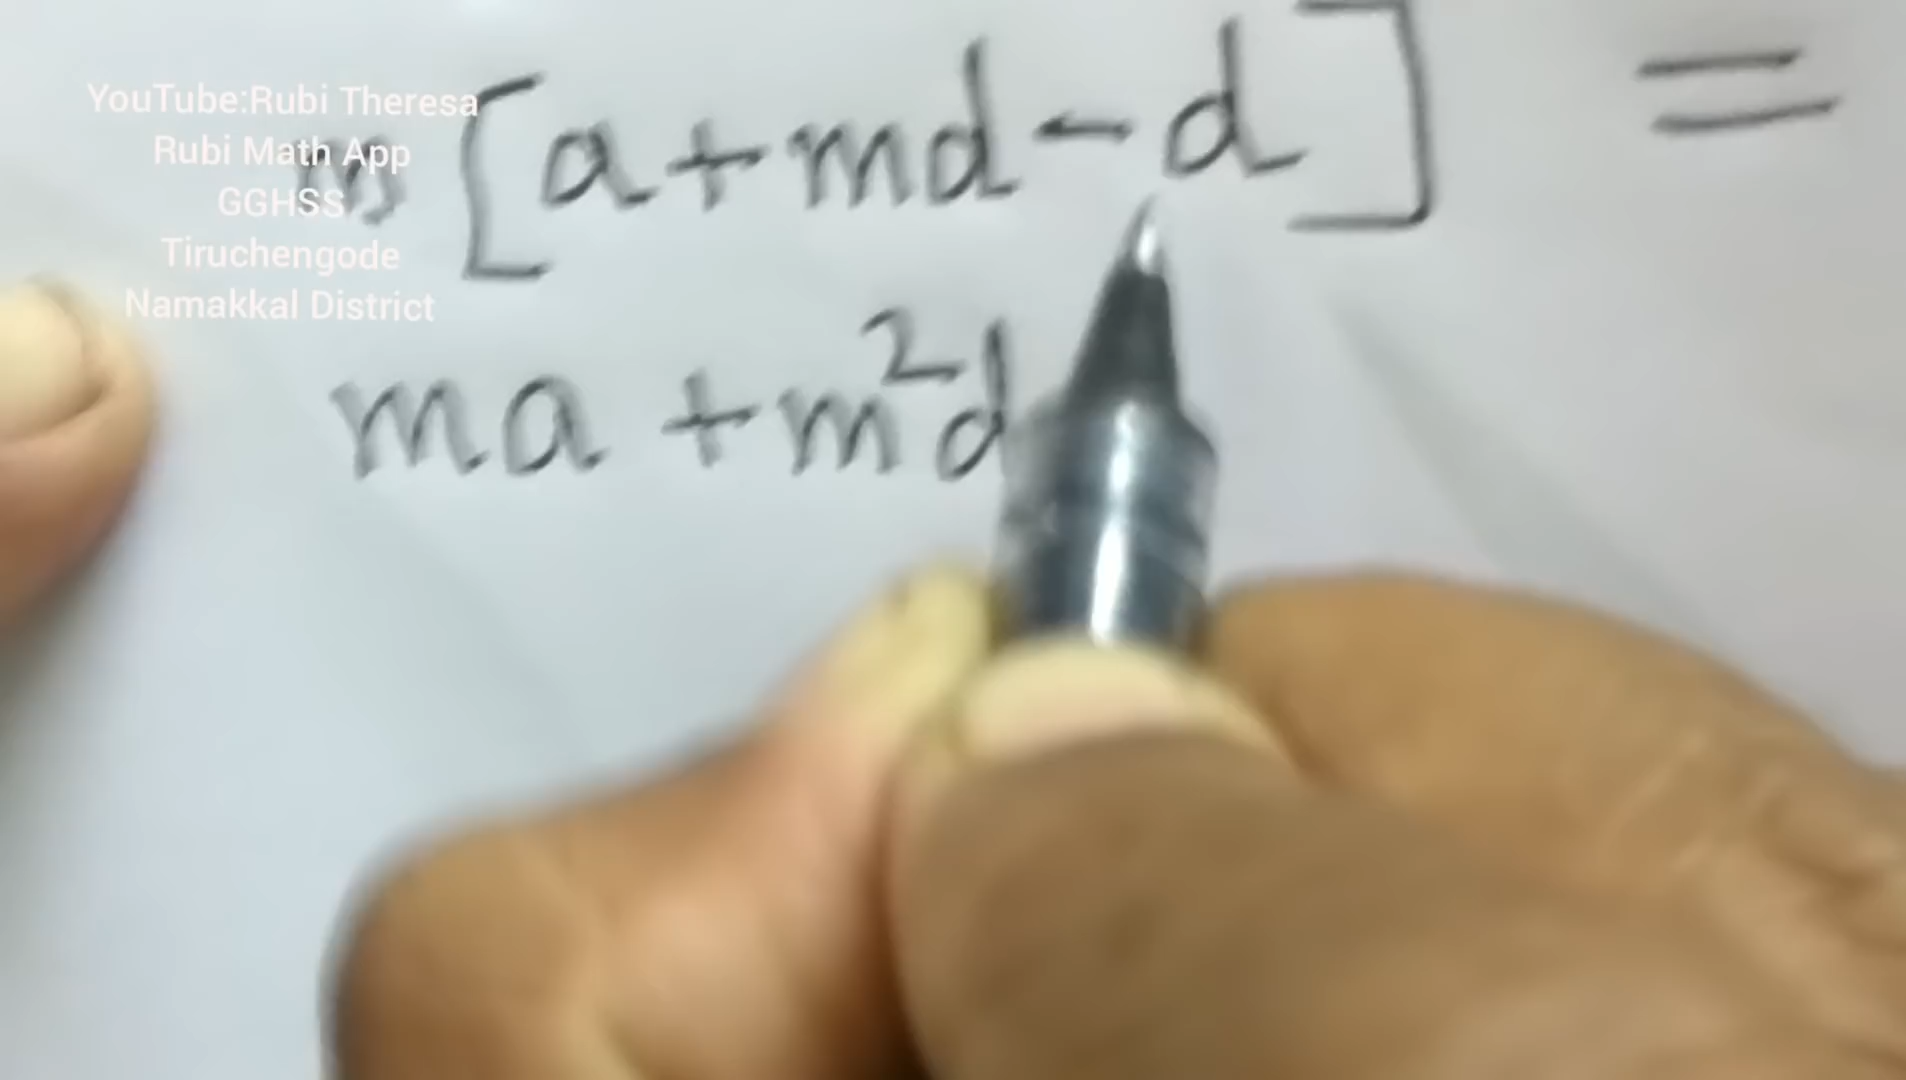 YouTube:Rubi Theresa
Rubi Math App
GGHSS
Tiruchengode
Namakkal District
m[a+md-d] =
ma +m²d